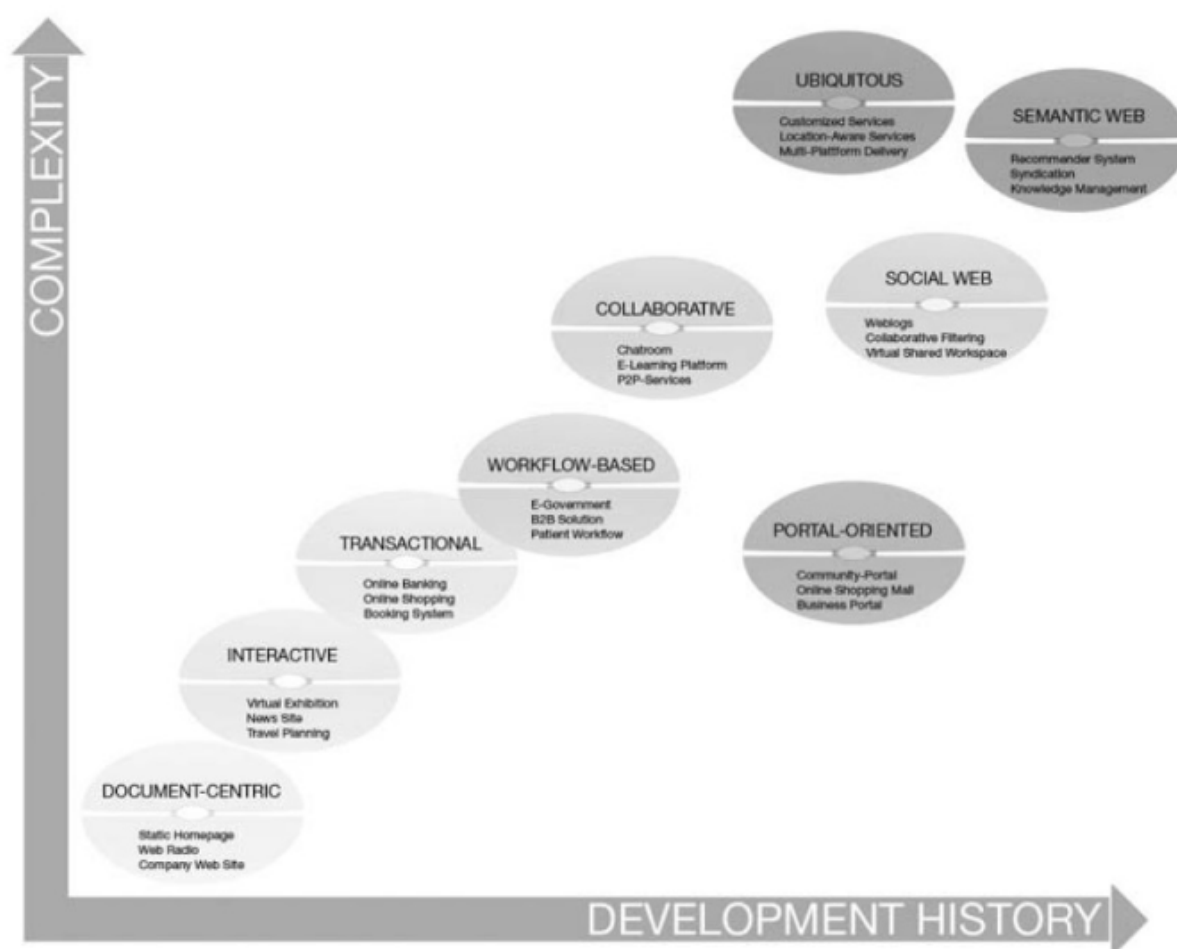 COMPLEXITY
UBIQUITOUS
Customized Services
Location-Aware Services
Multi-Plattform Delivery
SEMANTIC WEB
Recommender System
Syndication
Knowledge Management
SOCIAL WEB
Weblogs
Collaborative Filtering
Virtual Shared Workspace
COLLABORATIVE
Chatroom
E-Learning Platform
P2P-Services
WORKFLOW-BASED
E-Government
B2B Solution
Patient Workflow
PORTAL-ORIENTED
Community-Portal
Online Shopping Mall
Business Portal
TRANSACTIONAL
Online Banking
Online Shopping
Booking System
INTERACTIVE
Virtual Exhibition
News Site
Travel Planning
DOCUMENT-CENTRIC
Static Homepage
Web Radio
Company Web Site
DEVELOPMENT HISTORY